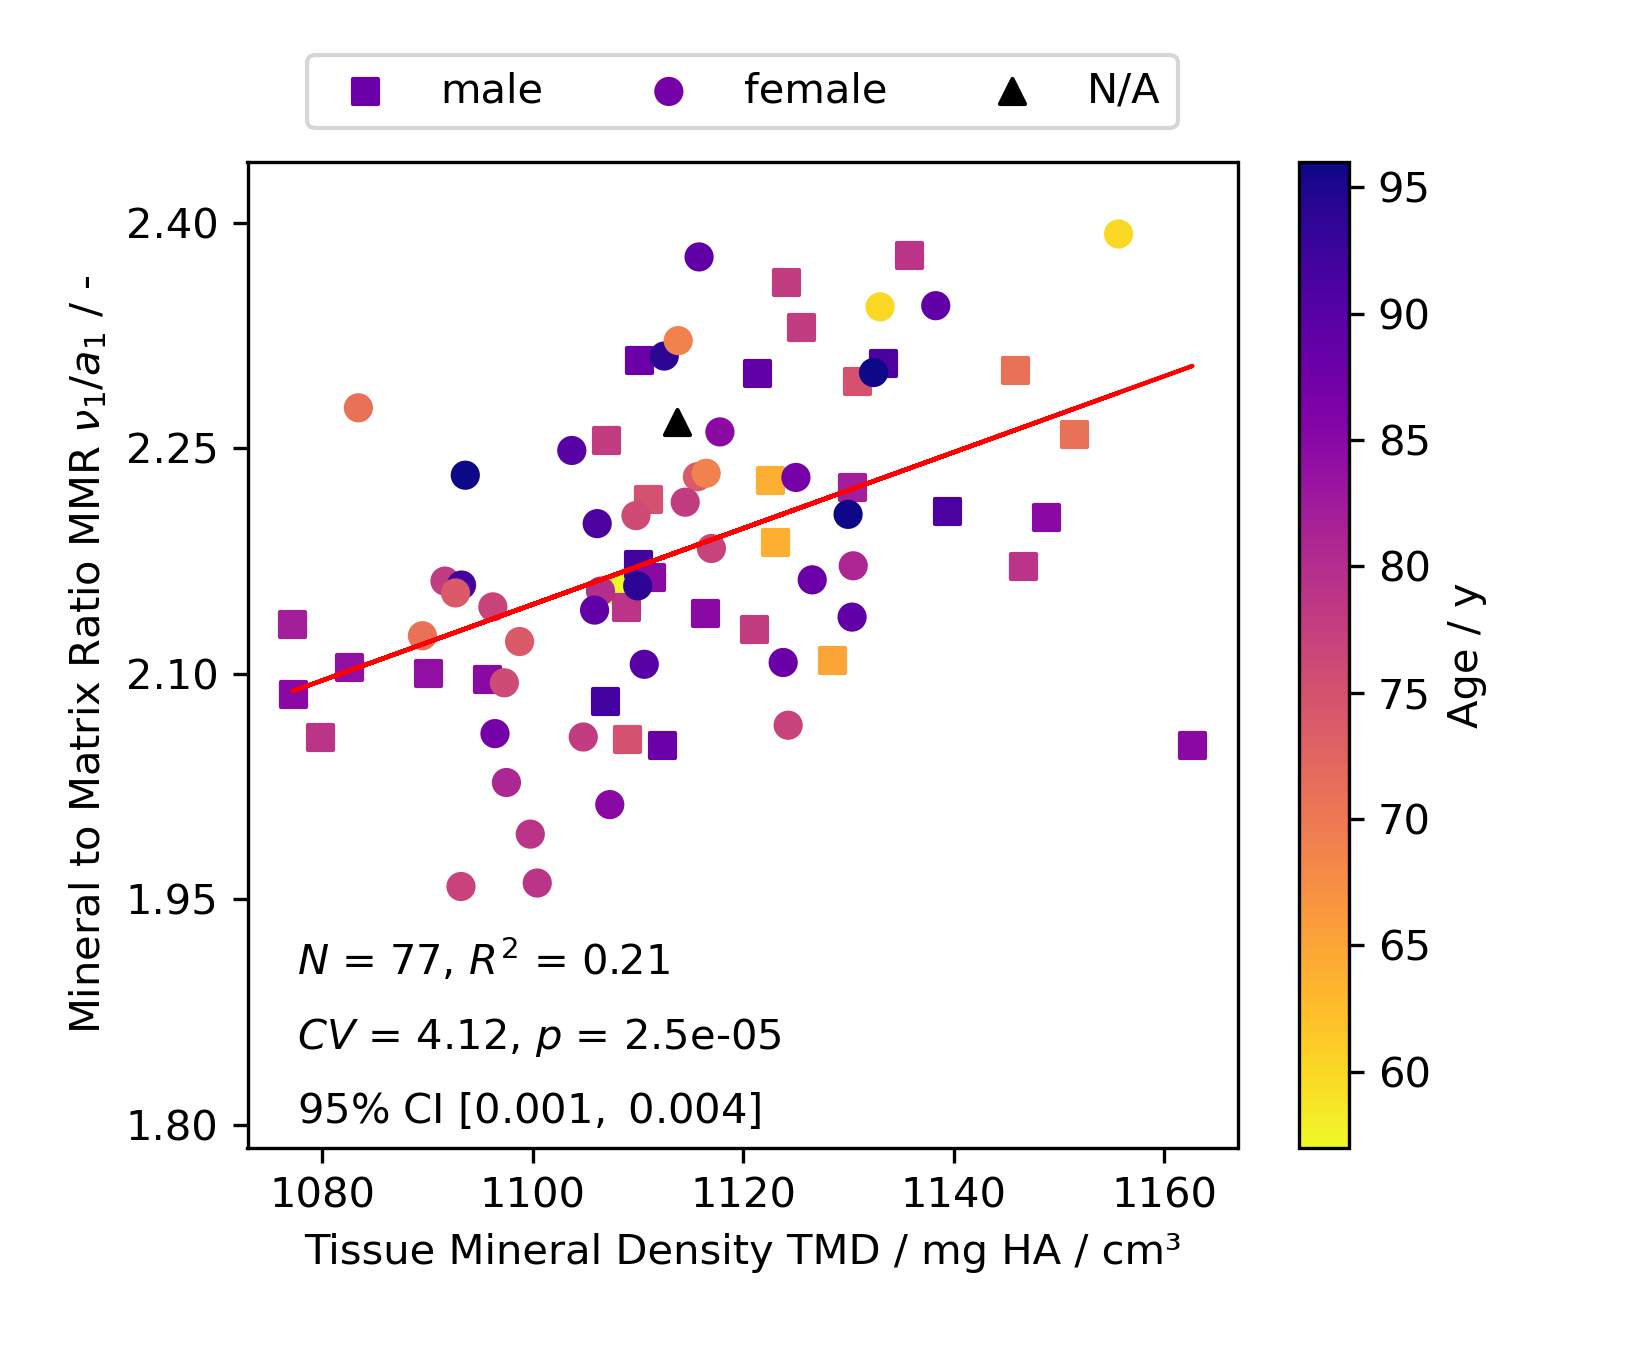 male female N/A
Mineral to Matrix Ratio MMR ν₁/a₁ / -
2.40
2.25
2.10
1.95
1.80
N = 77, R² = 0.21
CV = 4.12, p = 2.5e-05
95% CI [0.001, 0.004]
1080 1100 1120 1140 1160
Tissue Mineral Density TMD / mg HA / cm³
95
90
85
80
75
70
65
60
Age / y